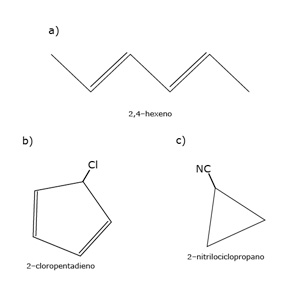 a)
2,4-hexeno
b)
c)
Cl
NC
2-cloropentadieno
2-nitrilociclopropano